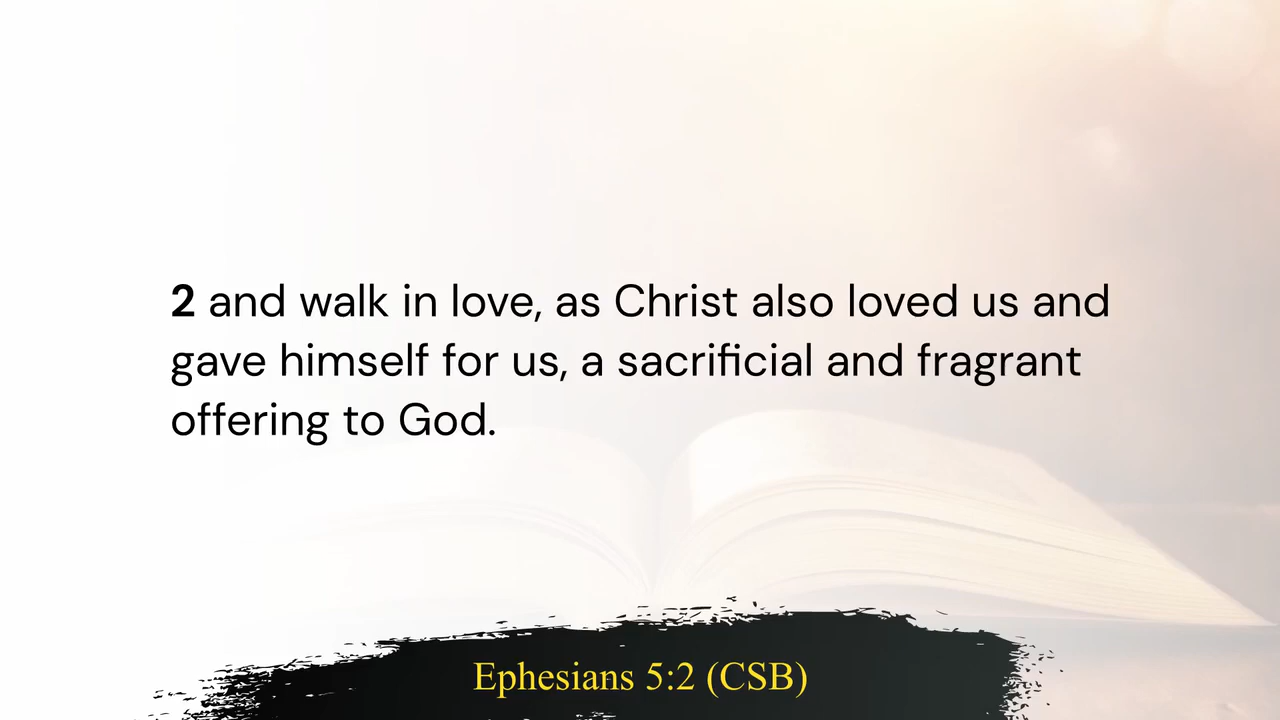 2 and walk in love, as Christ also loved us and
gave himself for us, a sacrificial and fragrant
offering to God.
Ephesians 5:2 (CSB)